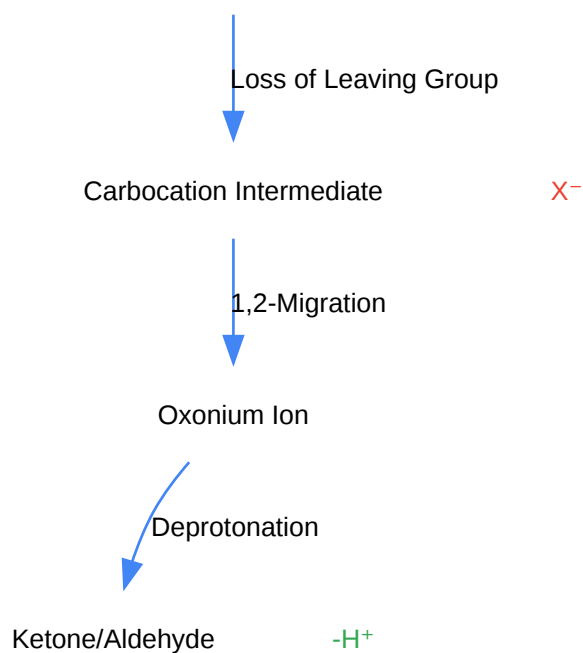 Loss of Leaving Group
Carbocation Intermediate X⁻
1,2-Migration
Oxonium Ion
Deprotonation
Ketone/Aldehyde -H⁺